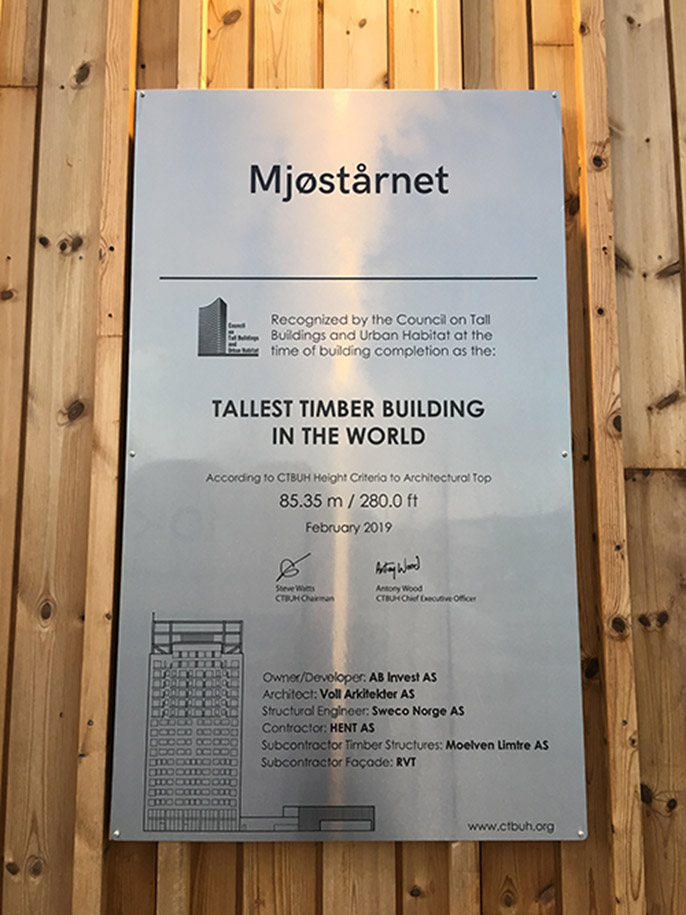 Mjøstårnet
Council
on
Tall Buildings
and
Urban Habitat
Recognized by the Council on Tall
Buildings and Urban Habitat at the
time of building completion as the:
TALLEST TIMBER BUILDING
IN THE WORLD
According to CTBUH Height Criteria to Architectural Top
85.35 m / 280.0 ft
February 2019
Antony Wood
Steve Watts
CTBUH Chairman
Antony Wood
CTBUH Chief Executive Officer
Owner/Developer: AB Invest AS
Architect: Voll Arkitekter AS
Structural Engineer: Sweco Norge AS
Contractor: HENT AS
Subcontractor Timber Structures: Moelven Limtre AS
Subcontractor Façade: RVT
www.ctbuh.org